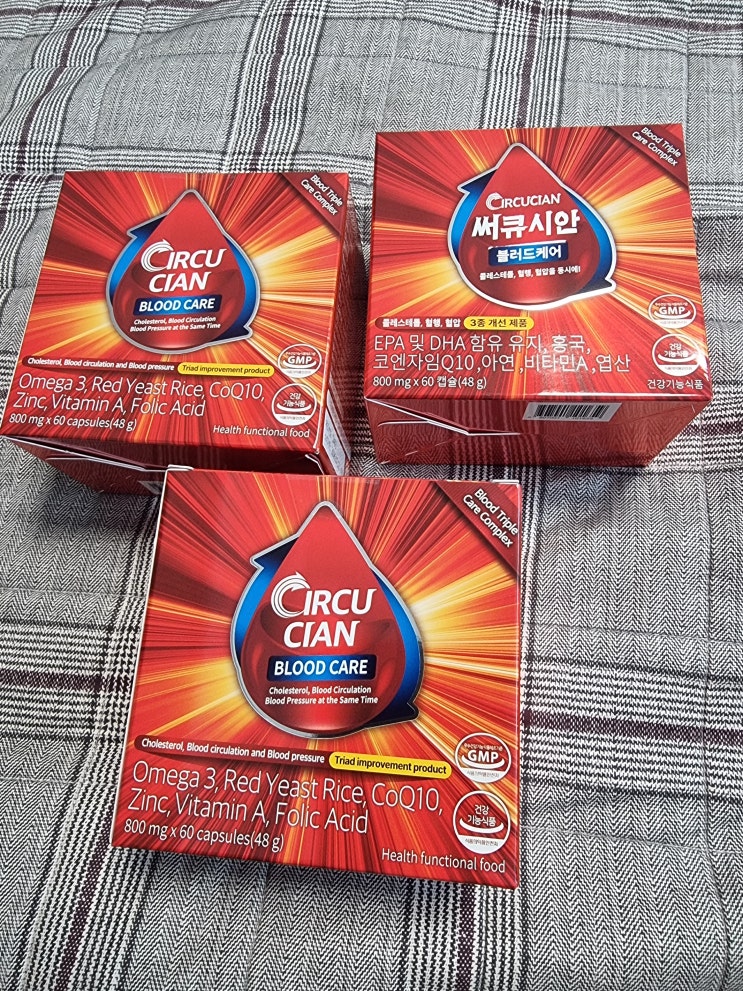 Blood Triple
Care Complex
CIRCU
CIAN
BLOOD CARE
Cholesterol, Blood Circulation
Blood Pressure at the Same Time
Cholesterol, Blood circulation and Blood pressure
Triad improvement product
GMP
건강
기능식품
Omega 3, Red Yeast Rice, CoQ10,
Zinc, Vitamin A, Folic Acid
800 mg x 60 capsules(48 g)
Health functional food
Blood Triple
Care Complex
CIRCUCIAN
써큐시안
블러드케어
콜레스테롤, 혈행, 혈압을 동시에!
콜레스테롤, 혈행, 혈압
3중 개선 제품
GMP
EPA 및 DHA 함유 유지, 홍국,
코엔자임Q10 ,아연 ,비타민A ,엽산
800 mg x 60 캡슐(48 g)
건강
기능식품
건강기능식품
Blood Triple
Care Complex
CIRCU
CIAN
BLOOD CARE
Cholesterol, Blood Circulation
Blood Pressure at the Same Time
Cholesterol, Blood circulation and Blood pressure
Triad improvement product
GMP
Omega 3, Red Yeast Rice, CoQ10,
Zinc, Vitamin A, Folic Acid
800 mg x 60 capsules(48 g)
건강
기능식품
Health functional food